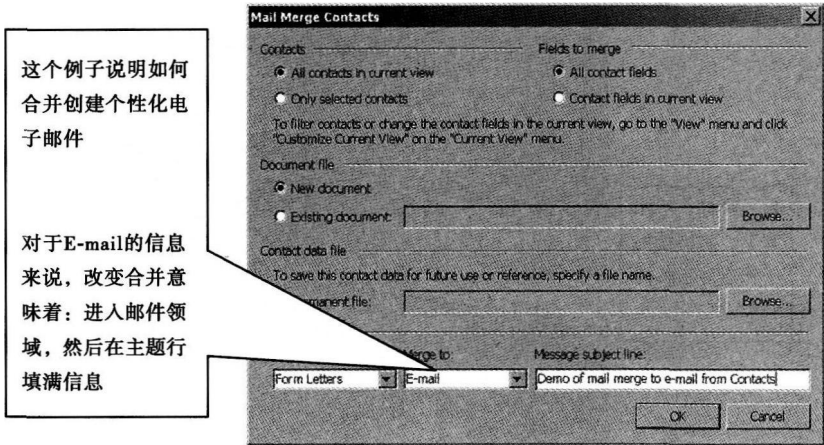 这个例子说明如何
合并创建个性化电
子邮件
对于E-mail的信息
来说，改变合并意
味着：进入邮件领
域，然后在主题行
填满信息
Mail Merge Contacts
Contacts
Fields to merge
All contacts in current view
All contact fields
Only selected contacts
Contact fields in current view
To filter contacts or change the contact fields in the current view, go to the "View" menu and click
"Customize Current View" on the "Current View" menu.
Document file
New document
Existing document:
Browse...
Contact data file
To save this contact data for future use or reference, specify a file name.
manent file:
Browse...
Merge to:
Message subject line:
Form Letters
E-mail
Demo of mail merge to e-mail from Contacts
OK
Cancel